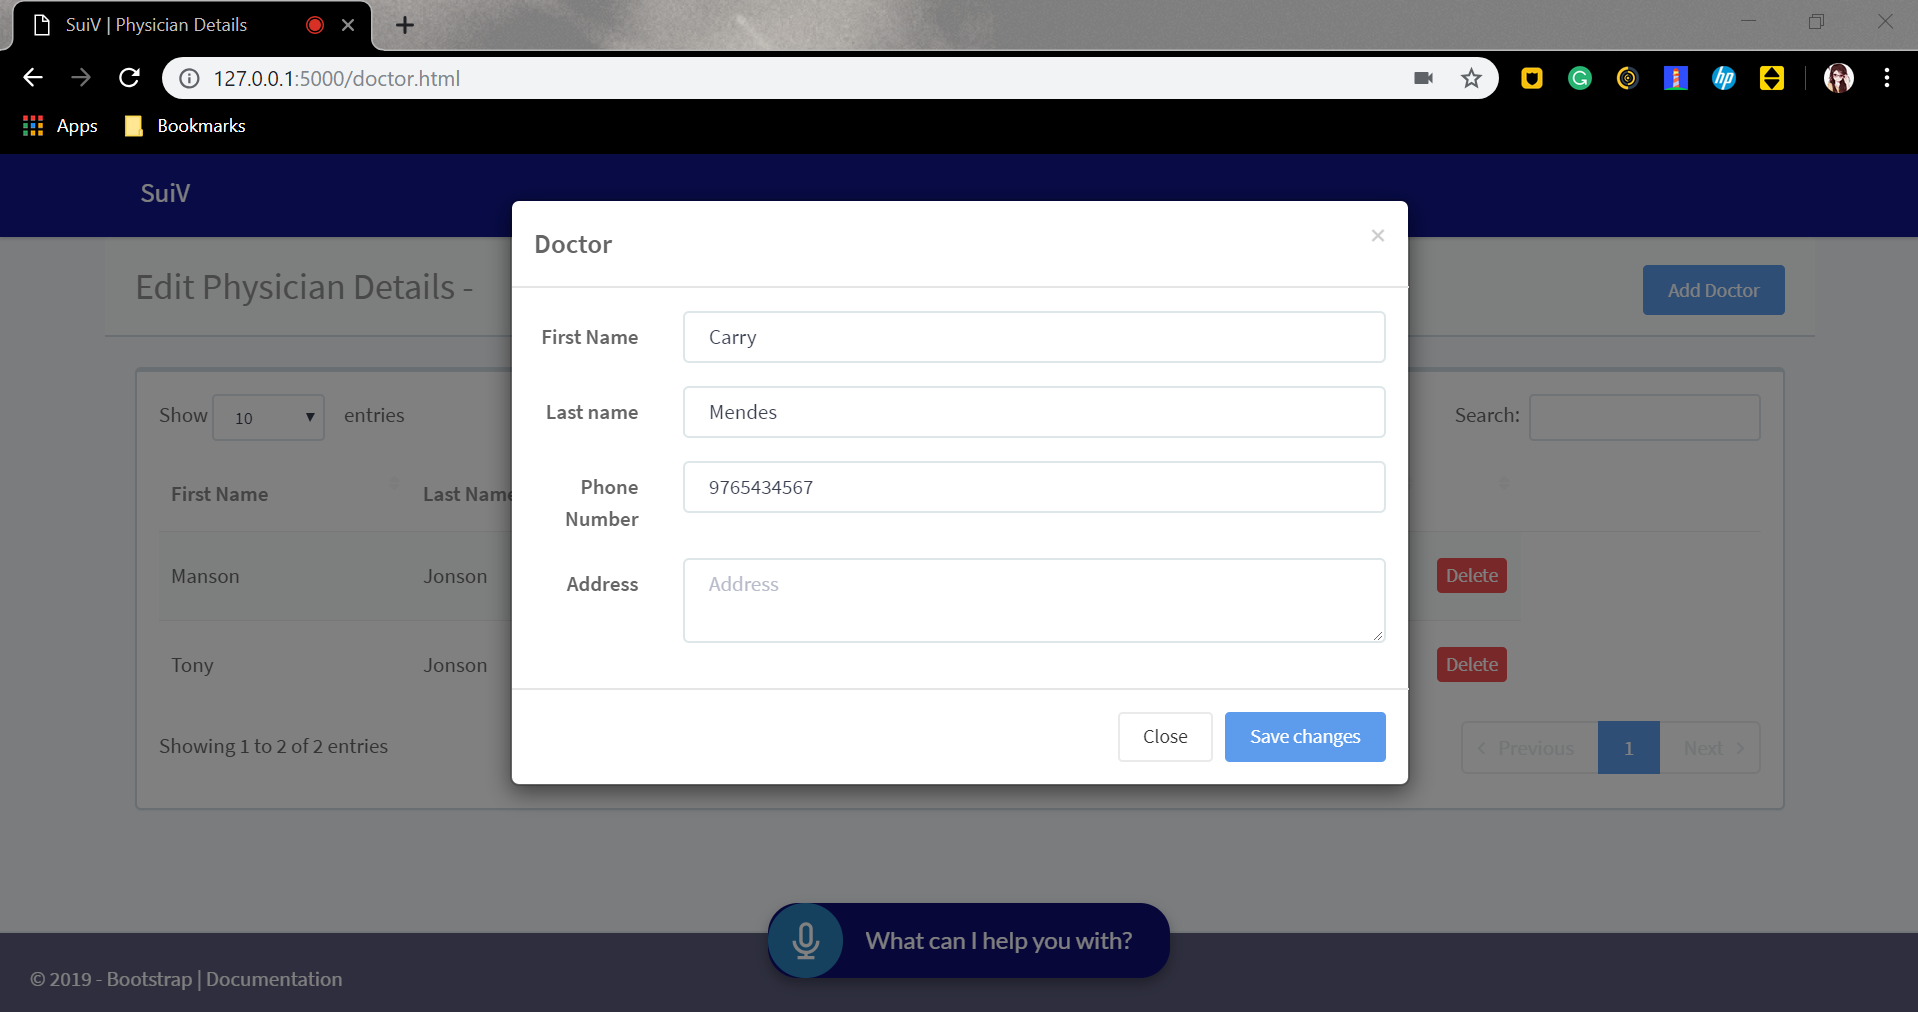 SuiV | Physician Details
127.0.0.1:5000/doctor.html
hp
Apps
Bookmarks
SuiV
Edit Physician Details -
Add Doctor
Doctor
×
First Name
Carry
Last name
Mendes
Phone
Number
9765434567
Address
Address
Close
Save changes
Show 10 entries
Search:
First Name
Last Name
Manson
Jonson
Delete
Tony
Jonson
Delete
Showing 1 to 2 of 2 entries
Previous
1
Next
What can I help you with?
© 2019 - Bootstrap | Documentation